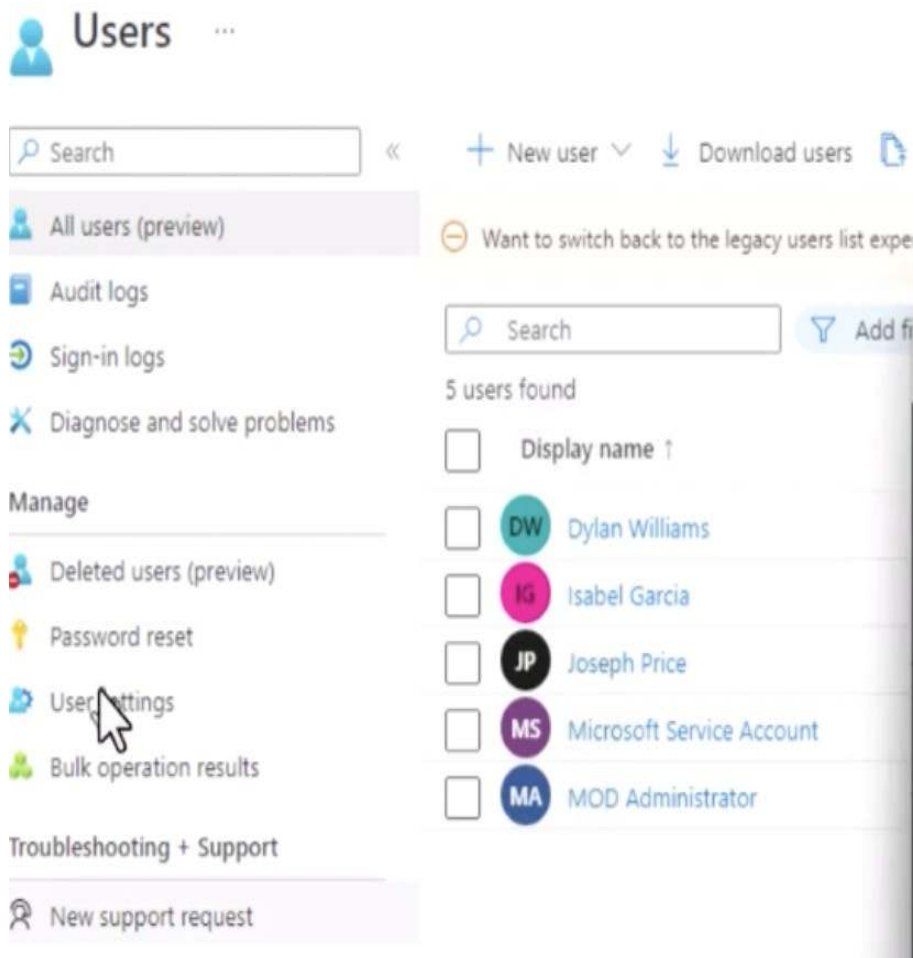 Users ...
Search «
New user Download users
All users (preview)
Want to switch back to the legacy users list
Audit logs
Search Add
Sign-in logs
5 users found
Diagnose and solve problems
Display name ↑
Manage
DW Dylan Williams
Deleted users (preview)
IG Isabel Garcia
Password reset
JP Joseph Price
User settings
MS Microsoft Service Account
Bulk operation results
MA MOD Administrator
Troubleshooting + Support
New support request